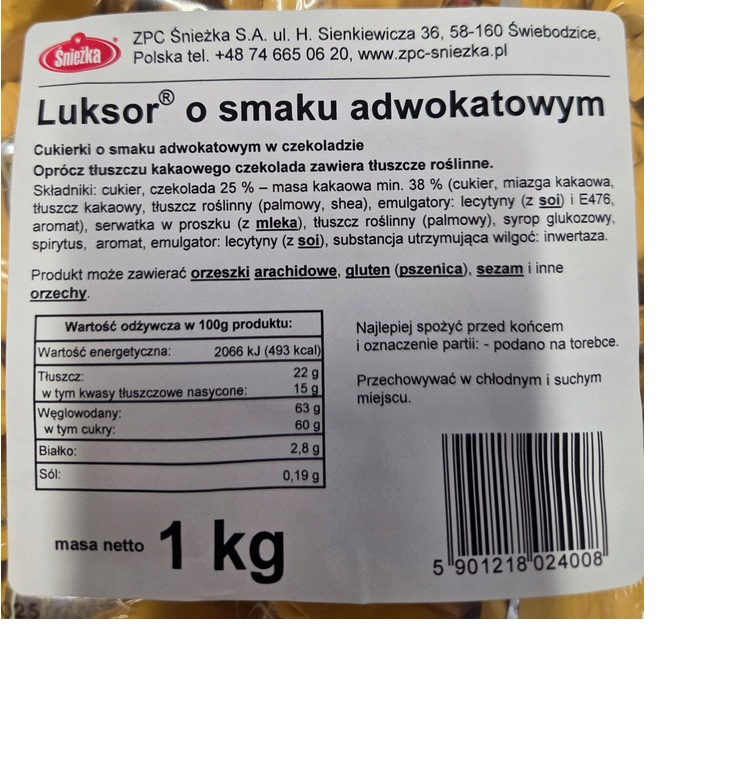 Śnieżka®
ZPC Śnieżka S.A. ul. H. Sienkiewicza 36, 58-160 Świebodzice,
Polska tel. +48 74 665 06 20, www.zpc-sniezka.pl
Luksor® o smaku adwokatowym
Cukierki o smaku adwokatowym w czekoladzie
Oprócz tłuszczu kakaowego czekolada zawiera tłuszcze roślinne.
Składniki: cukier, czekolada 25 % – masa kakaowa min. 38 % (cukier, miazga kakaowa,
tłuszcz kakaowy, tłuszcz roślinny (palmowy, shea), emulgatory: lecytyny (z soi) i E476,
aromat), serwatka w proszku (z mleka), tłuszcz roślinny (palmowy), syrop glukozowy,
spirytus, aromat, emulgator: lecytyny (z soi), substancja utrzymująca wilgoć: inwertaza.
Produkt może zawierać orzeszki arachidowe, gluten (pszenica), sezam i inne
orzechy.
Wartość odżywcza w 100g produktu:
Wartość energetyczna: 2066 kJ (493 kcal)
Tłuszcz: 22 g
w tym kwasy tłuszczowe nasycone: 15 g
Węglowodany: 63 g
w tym cukry: 60 g
Białko: 2,8 g
Sól: 0,19 g
Najlepiej spożyć przed końcem
i oznaczenie partii: - podano na torebce.
Przechowywać w chłodnym i suchym
miejscu.
masa netto 1 kg
5 901218 024008
025